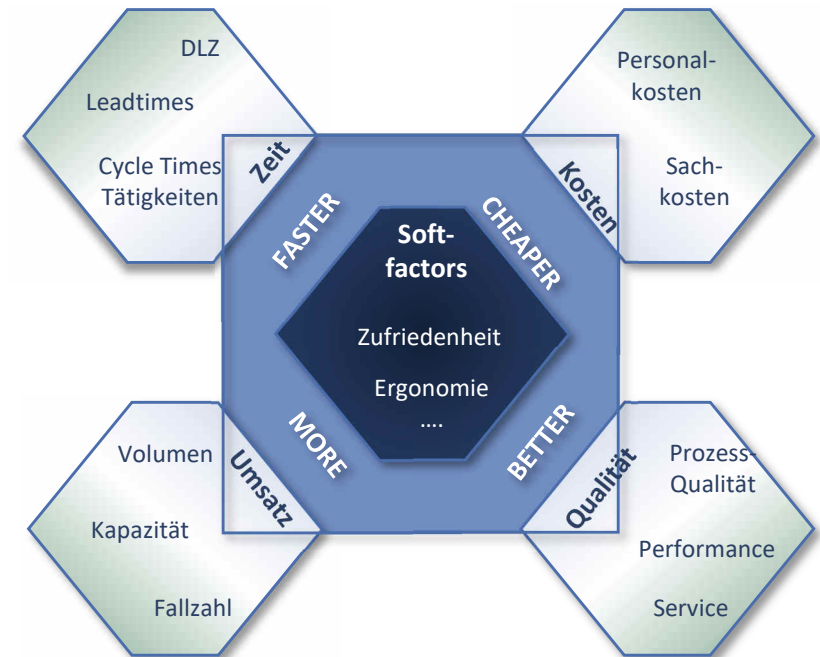 DLZ
Leadtimes
Cycle Times
Tätigkeiten
Zeit
FASTER
Personal-
kosten
Sach-
kosten
Kosten
CHEAPER
Soft-
factors
Zufriedenheit
Ergonomie
....
Volumen
Kapazität
Fallzahl
Umsatz
MORE
Prozess-
Qualität
Performance
Service
Qualität
BETTER